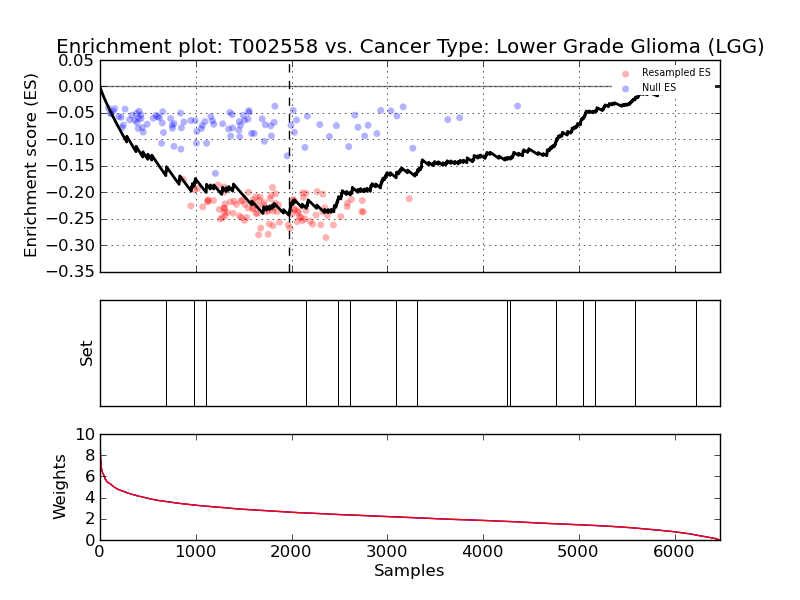 Enrichment plot: T002558 vs. Cancer Type: Lower Grade Glioma (LGG)
Enrichment score (ES)
0.05
0.00
−0.05
−0.10
−0.15
−0.20
−0.25
−0.30
−0.35
Resampled ES
Null ES
Set
Weights
10
8
6
4
2
0
0 1000 2000 3000 4000 5000 6000
Samples